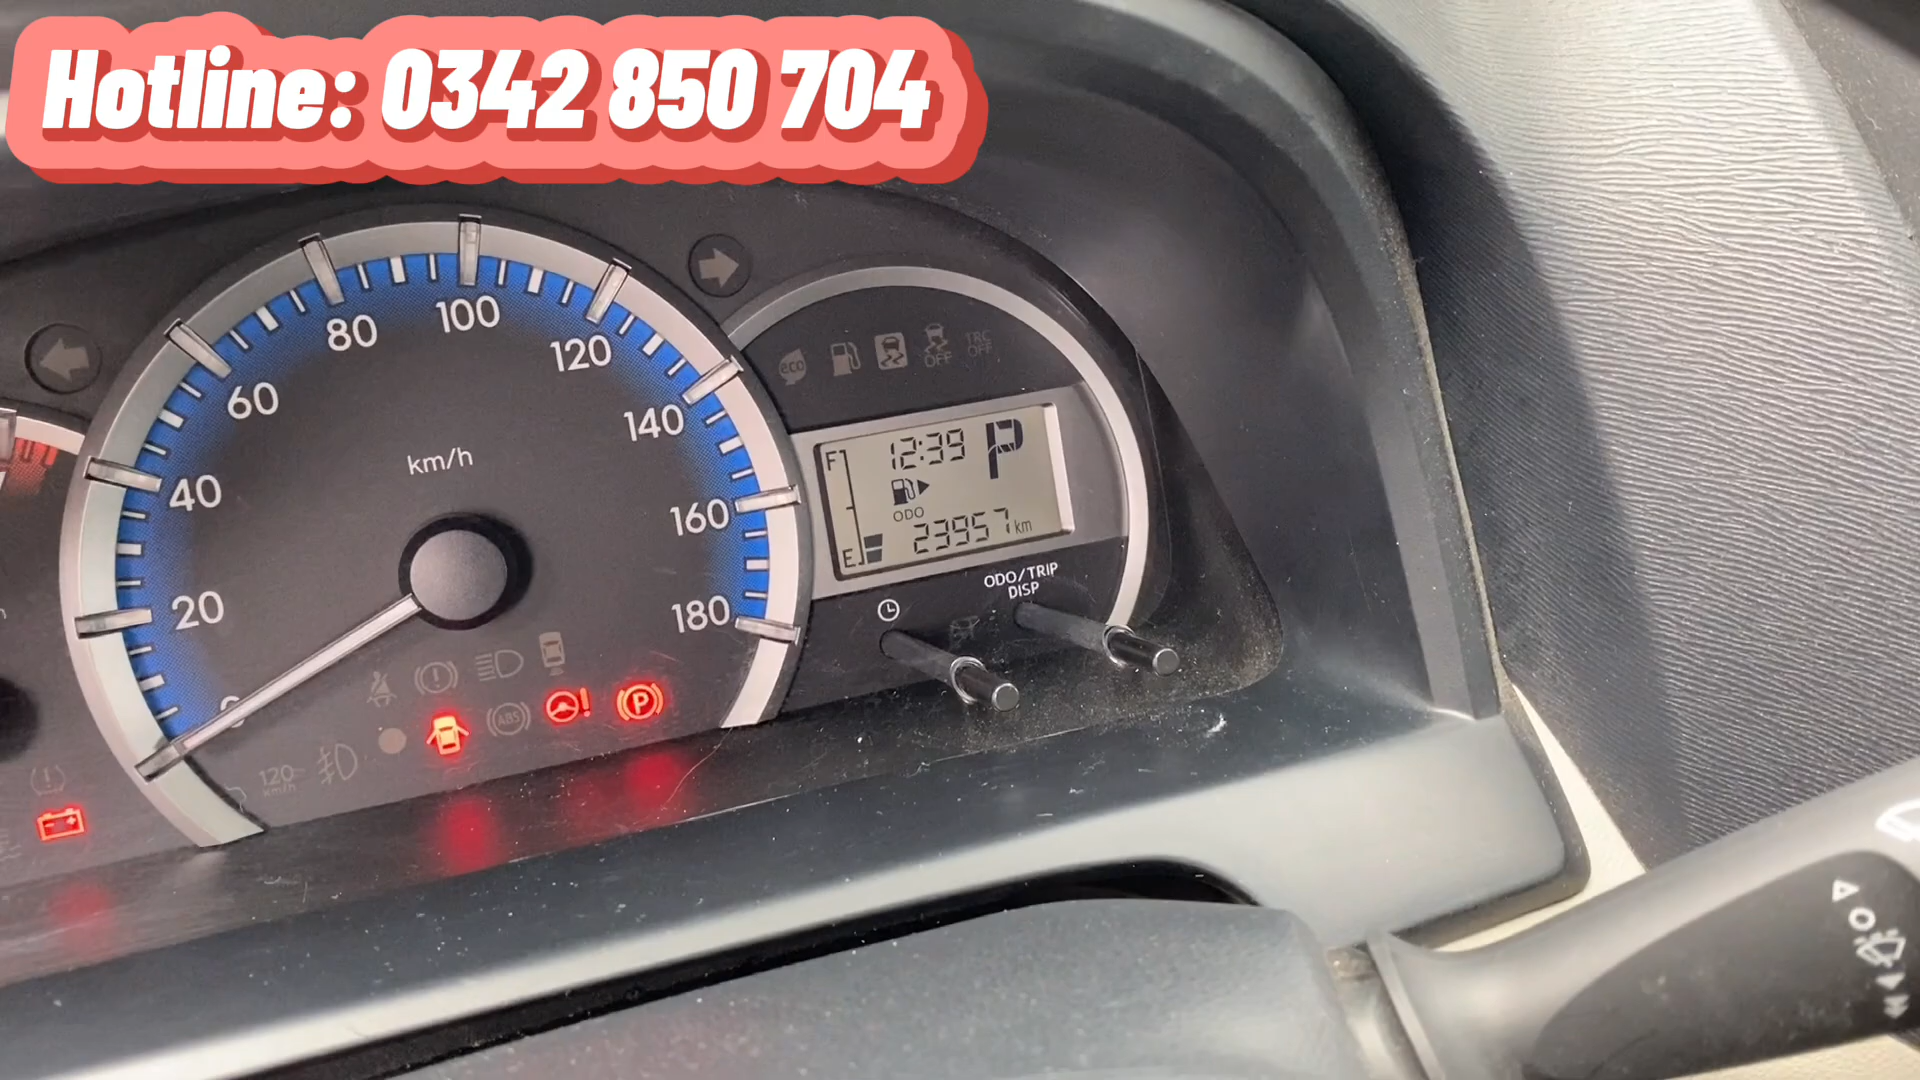 Hotline: 0342 850 704
80
100
120
60
140
km/h
40
160
20
180
0
eco
OFF
TRC
OFF
F
12:39
P
ODO
E
23957 km
ODO/TRIP
DISP
120
km/h
ABS
P